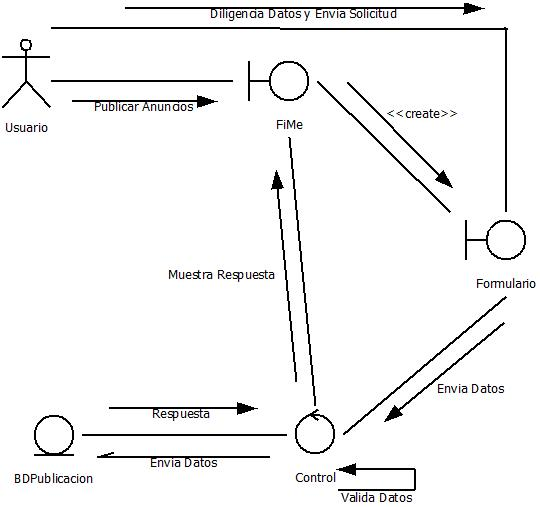 Diligencia Datos y Envia Solicitud
Publicar Anuncios
Usuario
FiMe
<<create>>
Formulario
Muestra Respuesta
Envia Datos
Respuesta
Envia Datos
BDPublicacion
Control
Valida Datos